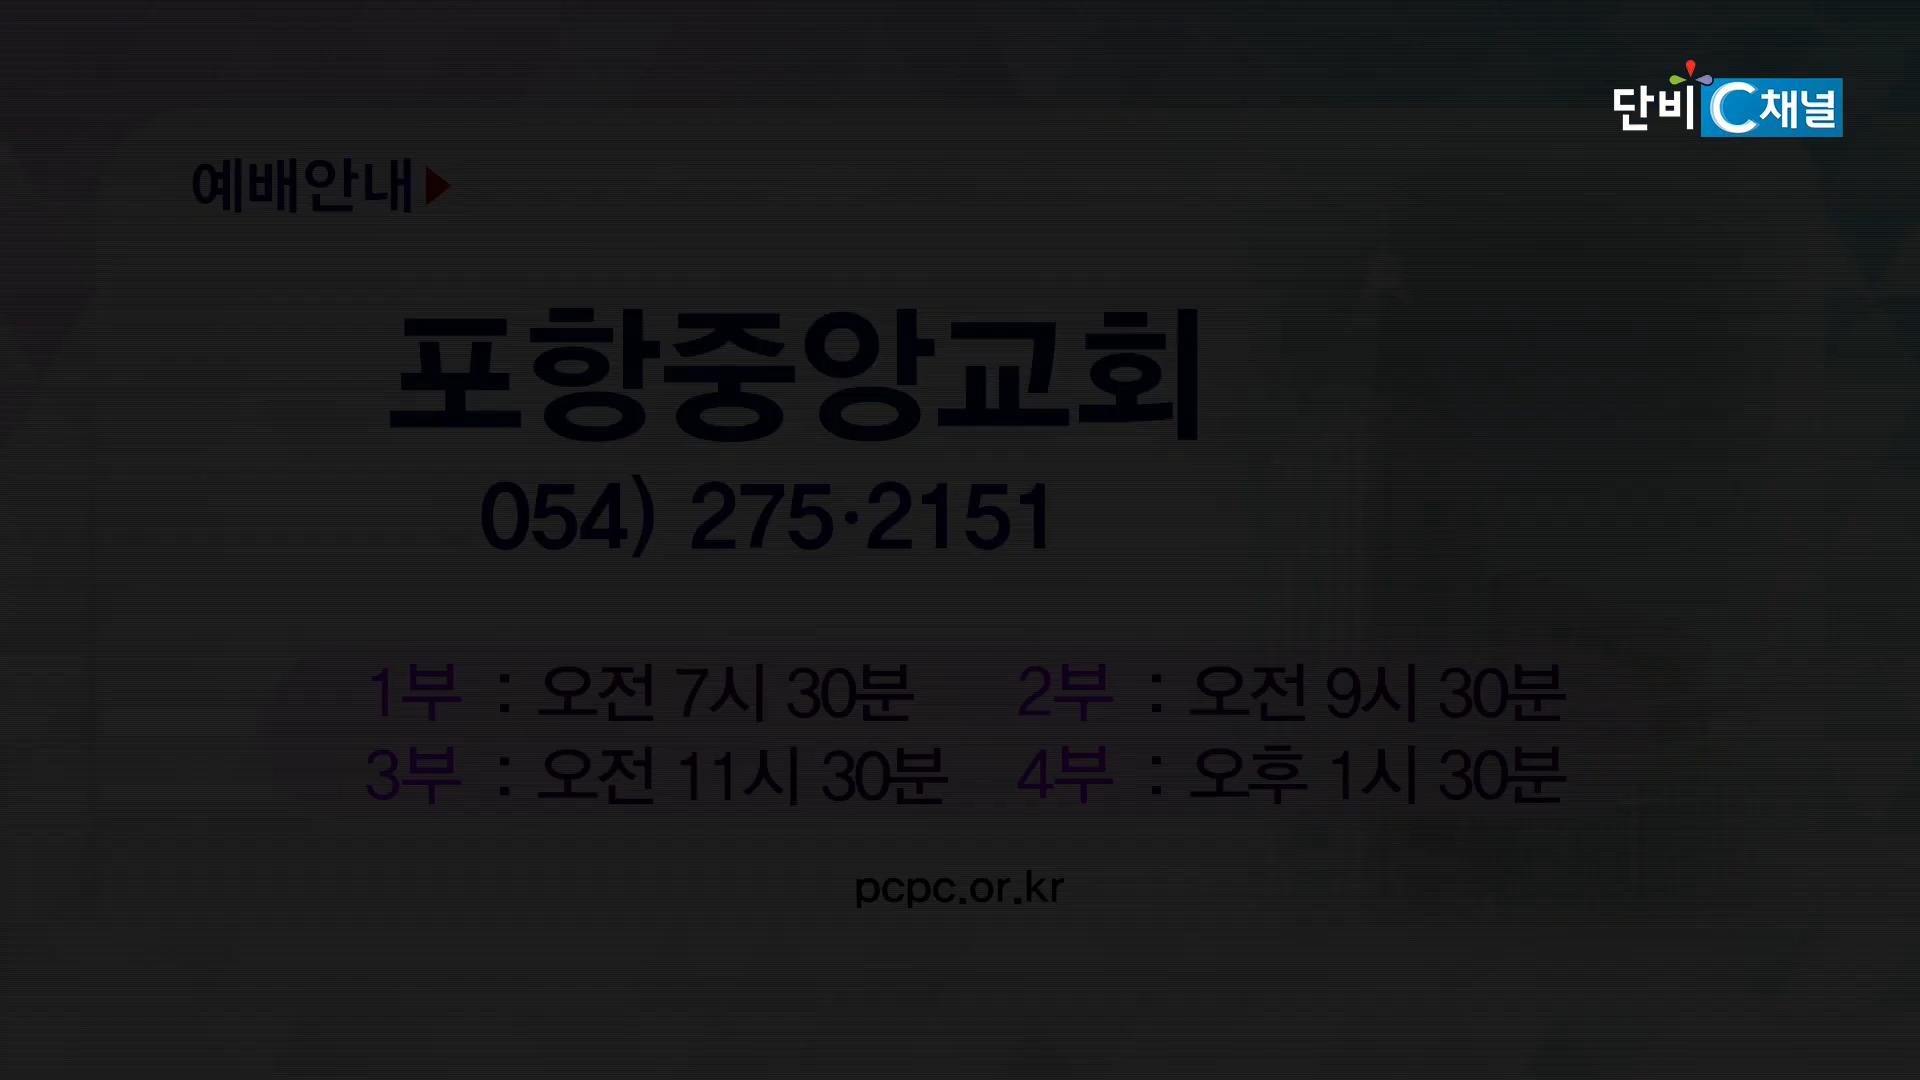 단비 C채널
예배안내
포항중앙교회
054) 275·2151
1부 : 오전 7시 30분 2부 : 오전 9시 30분
3부 : 오전 11시 30분 4부 : 오후 1시 30분
pcpc.or.kr